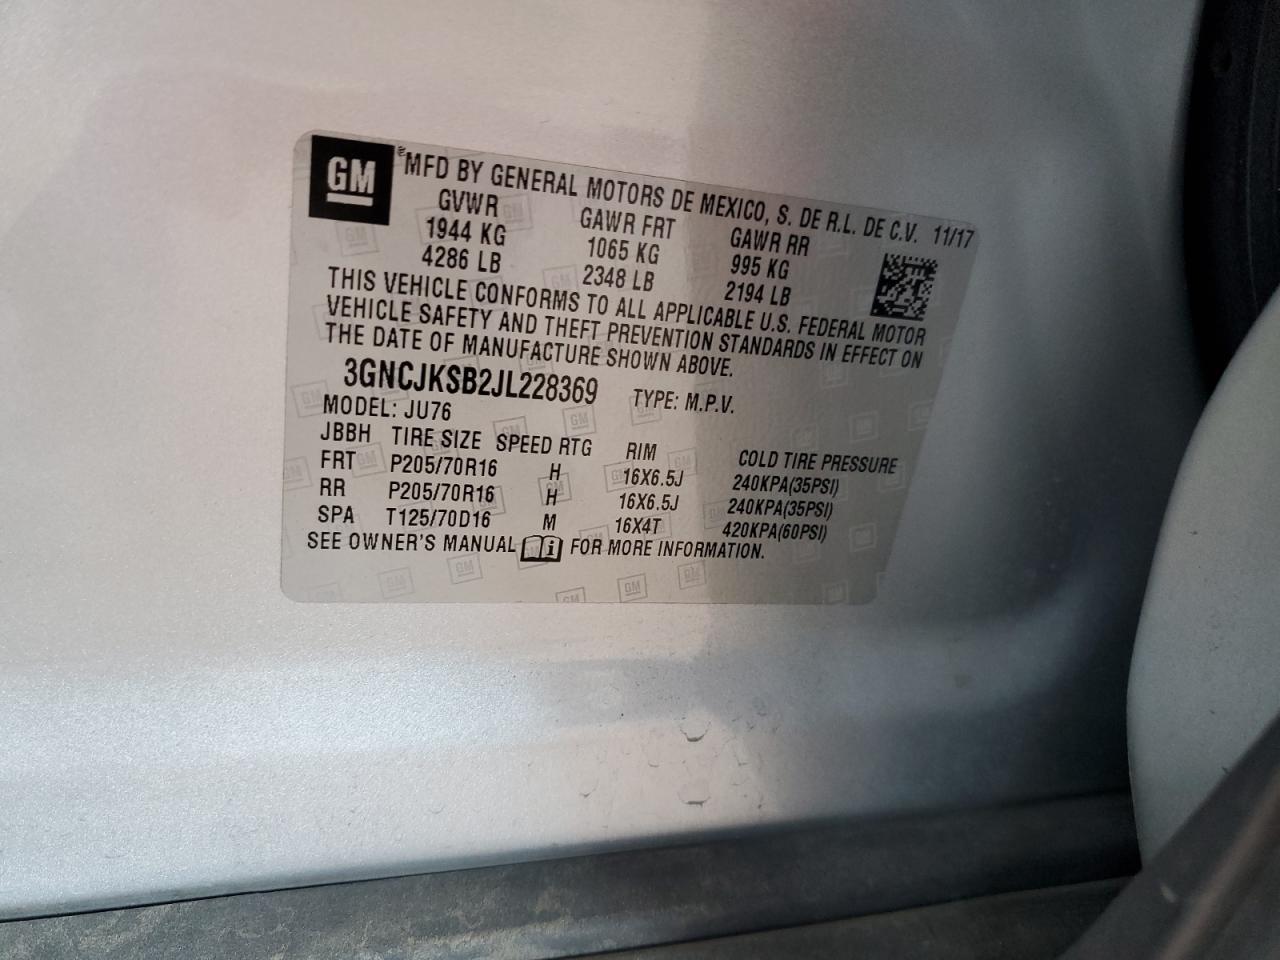 GM
MFD BY GENERAL MOTORS DE MEXICO, S. DE R.L. DE C.V. 11/17
GVWR GAWR FRT GAWR RR
1944 KG 1065 KG 995 KG
4286 LB 2348 LB 2194 LB
THIS VEHICLE CONFORMS TO ALL APPLICABLE U.S. FEDERAL MOTOR
VEHICLE SAFETY AND THEFT PREVENTION STANDARDS IN EFFECT ON
THE DATE OF MANUFACTURE SHOWN ABOVE.
3GNCJKSB2JL228369 TYPE: M.P.V.
MODEL: JU76
JBBH TIRE SIZE SPEED RTG RIM COLD TIRE PRESSURE
FRT P205/70R16 H 16X6.5J 240KPA(35PSI)
RR P205/70R16 H 16X6.5J 240KPA(35PSI)
SPA T125/70D16 M 16X4T 420KPA(60PSI)
SEE OWNER'S MANUAL i FOR MORE INFORMATION.